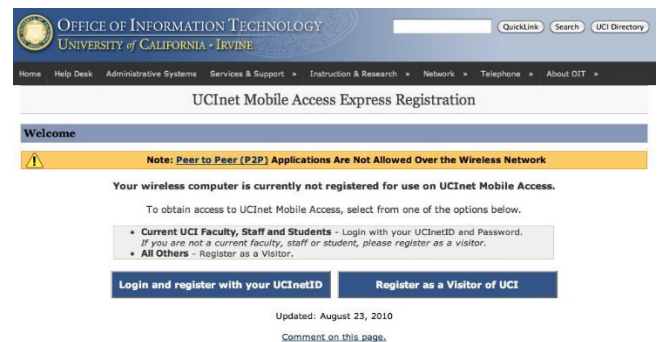 OFFICE OF INFORMATION TECHNOLOGY
UNIVERSITY of CALIFORNIA • IRVINE
QuickLink Search UCI Directory
Home Help Desk Administrative Systems Services & Support » Instruction & Research » Network » Telephone » About OIT »
UCInet Mobile Access Express Registration
Welcome
Note: Peer to Peer (P2P) Applications Are Not Allowed Over the Wireless Network
Your wireless computer is currently not registered for use on UCInet Mobile Access.
To obtain access to UCInet Mobile Access, select from one of the options below.
• Current UCI Faculty, Staff and Students - Login with your UCInetID and Password.
If you are not a current faculty, staff or student, please register as a visitor.
• All Others - Register as a Visitor.
Login and register with your UCInetID Register as a Visitor of UCI
Updated: August 23, 2010
Comment on this page.